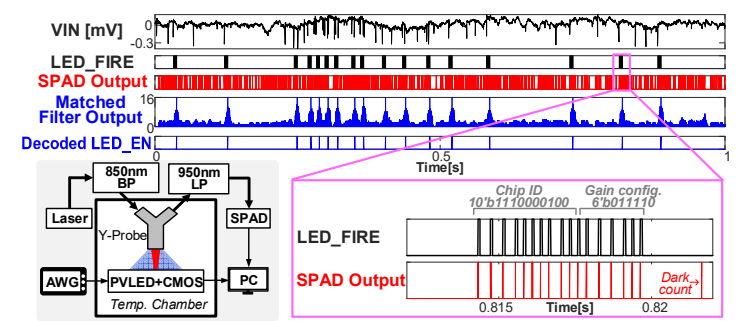 VIN [mV]
0
-0.3
LED_FIRE
SPAD Output
Matched
Filter Output
16
0
Decoded LED_EN
0
0.5
1
Time[s]
850nm
BP
950nm
LP
Laser
Y-Probe
SPAD
AWG
PVLED+CMOS
PC
Temp. Chamber
Chip ID
10'b1110000100
Gain config.
6'b011110
LED_FIRE
SPAD Output
Dark
count
0.815
Time[s]
0.82